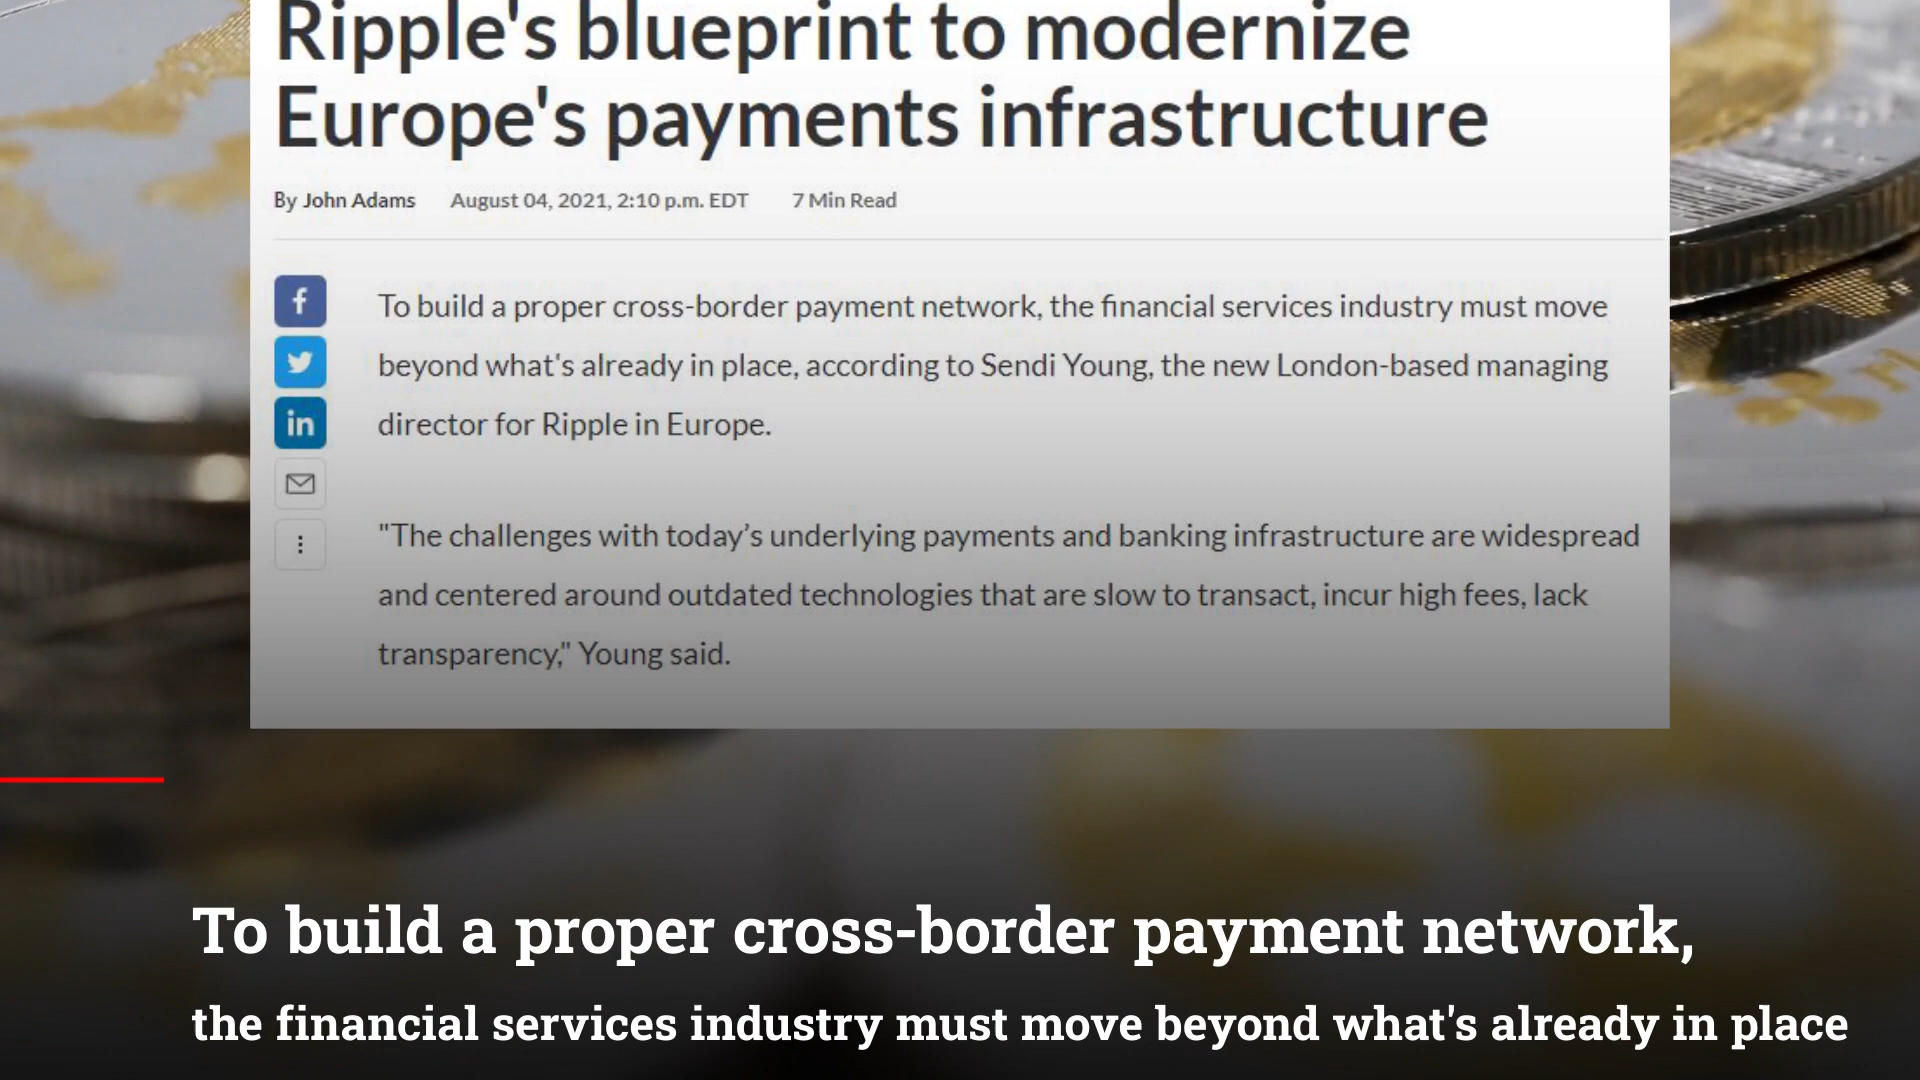 Ripple's blueprint to modernize
Europe's payments infrastructure
By John Adams August 04, 2021, 2:10 p.m. EDT 7 Min Read
f
in
To build a proper cross-border payment network, the financial services industry must move
beyond what's already in place, according to Sendi Young, the new London-based managing
director for Ripple in Europe.
"The challenges with today’s underlying payments and banking infrastructure are widespread
and centered around outdated technologies that are slow to transact, incur high fees, lack
transparency," Young said.
To build a proper cross-border payment network,
the financial services industry must move beyond what's already in place